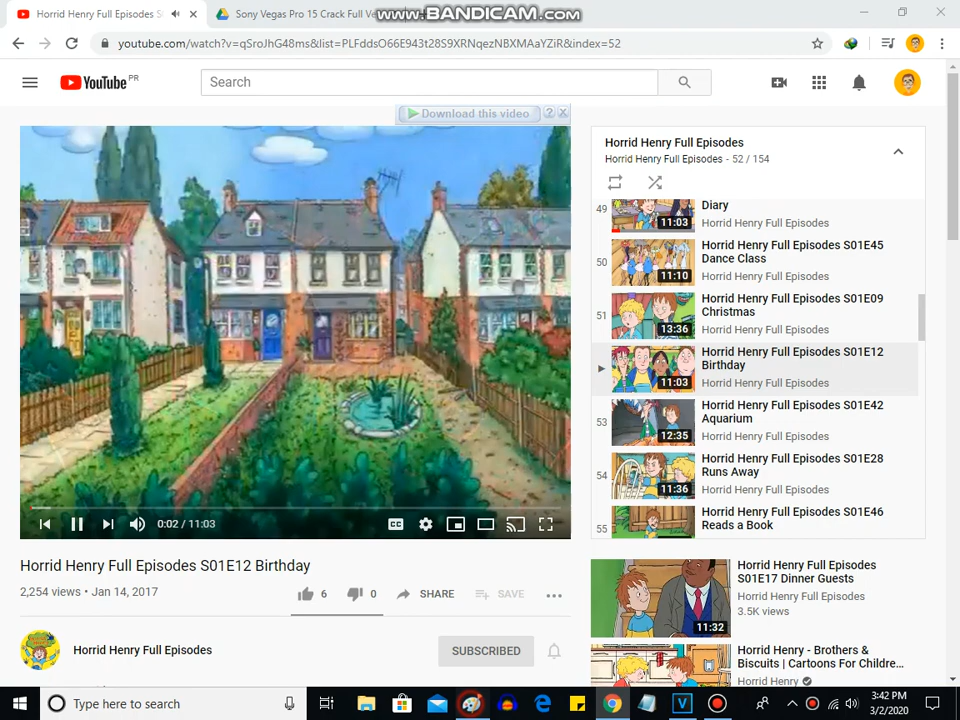 Horrid Henry Full Episodes S
Sony Vegas Pro 15 Crack Full Ve
www.BANDICAM.com
youtube.com/watch?v=qSroJhG48ms&list=PLFddsO66E943t28S9XRNqezNBXMAaYZiR&index=52
YouTube PR
Search
Download this video ? X
Horrid Henry Full Episodes
Horrid Henry Full Episodes - 52 / 154
49 Diary
11:03 Horrid Henry Full Episodes
50 Horrid Henry Full Episodes S01E45
Dance Class
11:10 Horrid Henry Full Episodes
51 Horrid Henry Full Episodes S01E09
Christmas
13:36 Horrid Henry Full Episodes
Horrid Henry Full Episodes S01E12
Birthday
11:03 Horrid Henry Full Episodes
53 Horrid Henry Full Episodes S01E42
Aquarium
12:35 Horrid Henry Full Episodes
54 Horrid Henry Full Episodes S01E28
Runs Away
11:36 Horrid Henry Full Episodes
55 Horrid Henry Full Episodes S01E46
Reads a Book
0:02 / 11:03
CC
Horrid Henry Full Episodes S01E12 Birthday
2,254 views • Jan 14, 2017
6 0 SHARE SAVE
Horrid Henry Full Episodes
SUBSCRIBED
Horrid Henry Full Episodes
S01E17 Dinner Guests
Horrid Henry Full Episodes
3.5K views
11:32
Horrid Henry - Brothers &
Biscuits | Cartoons For Childre...
Horrid Henry
Type here to search
3:42 PM
3/2/2020